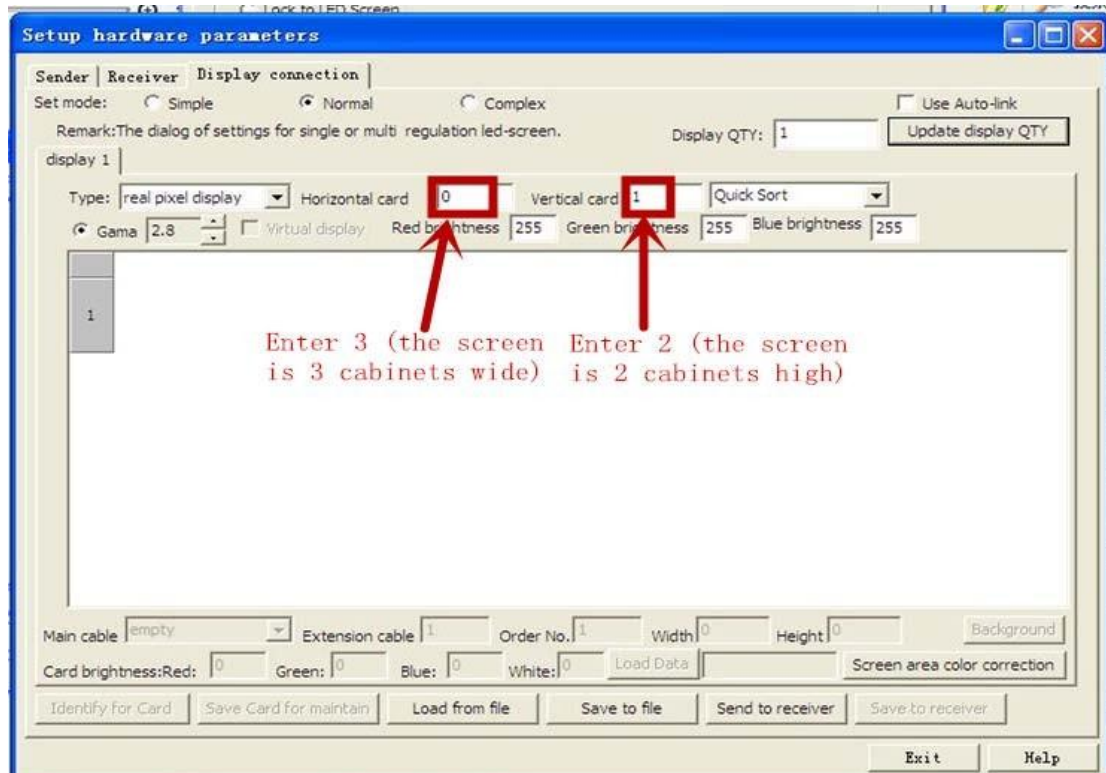 Lock to LED Screen
Setup hardware parameters
Sender Receiver Display connection
Set mode: Simple Normal Complex Use Auto-link
Remark:The dialog of settings for single or multi regulation led-screen. Display QTY: 1 Update display QTY
display 1
Type: real pixel display Horizontal card 0 Vertical card 1 Quick Sort
Gama 2.8 Virtual display Red brightness 255 Green brightness 255 Blue brightness 255
1
Enter 3 (the screen
is 3 cabinets wide)
Enter 2 (the screen
is 2 cabinets high)
Main cable empty Extension cable 1 Order No. 1 Width 0 Height 0 Background
Card brightness:Red: 0 Green: 0 Blue: 0 White: 0 Load Data Screen area color correction
Identify for Card Save Card for maintain Load from file Save to file Send to receiver Save to receiver
Exit Help